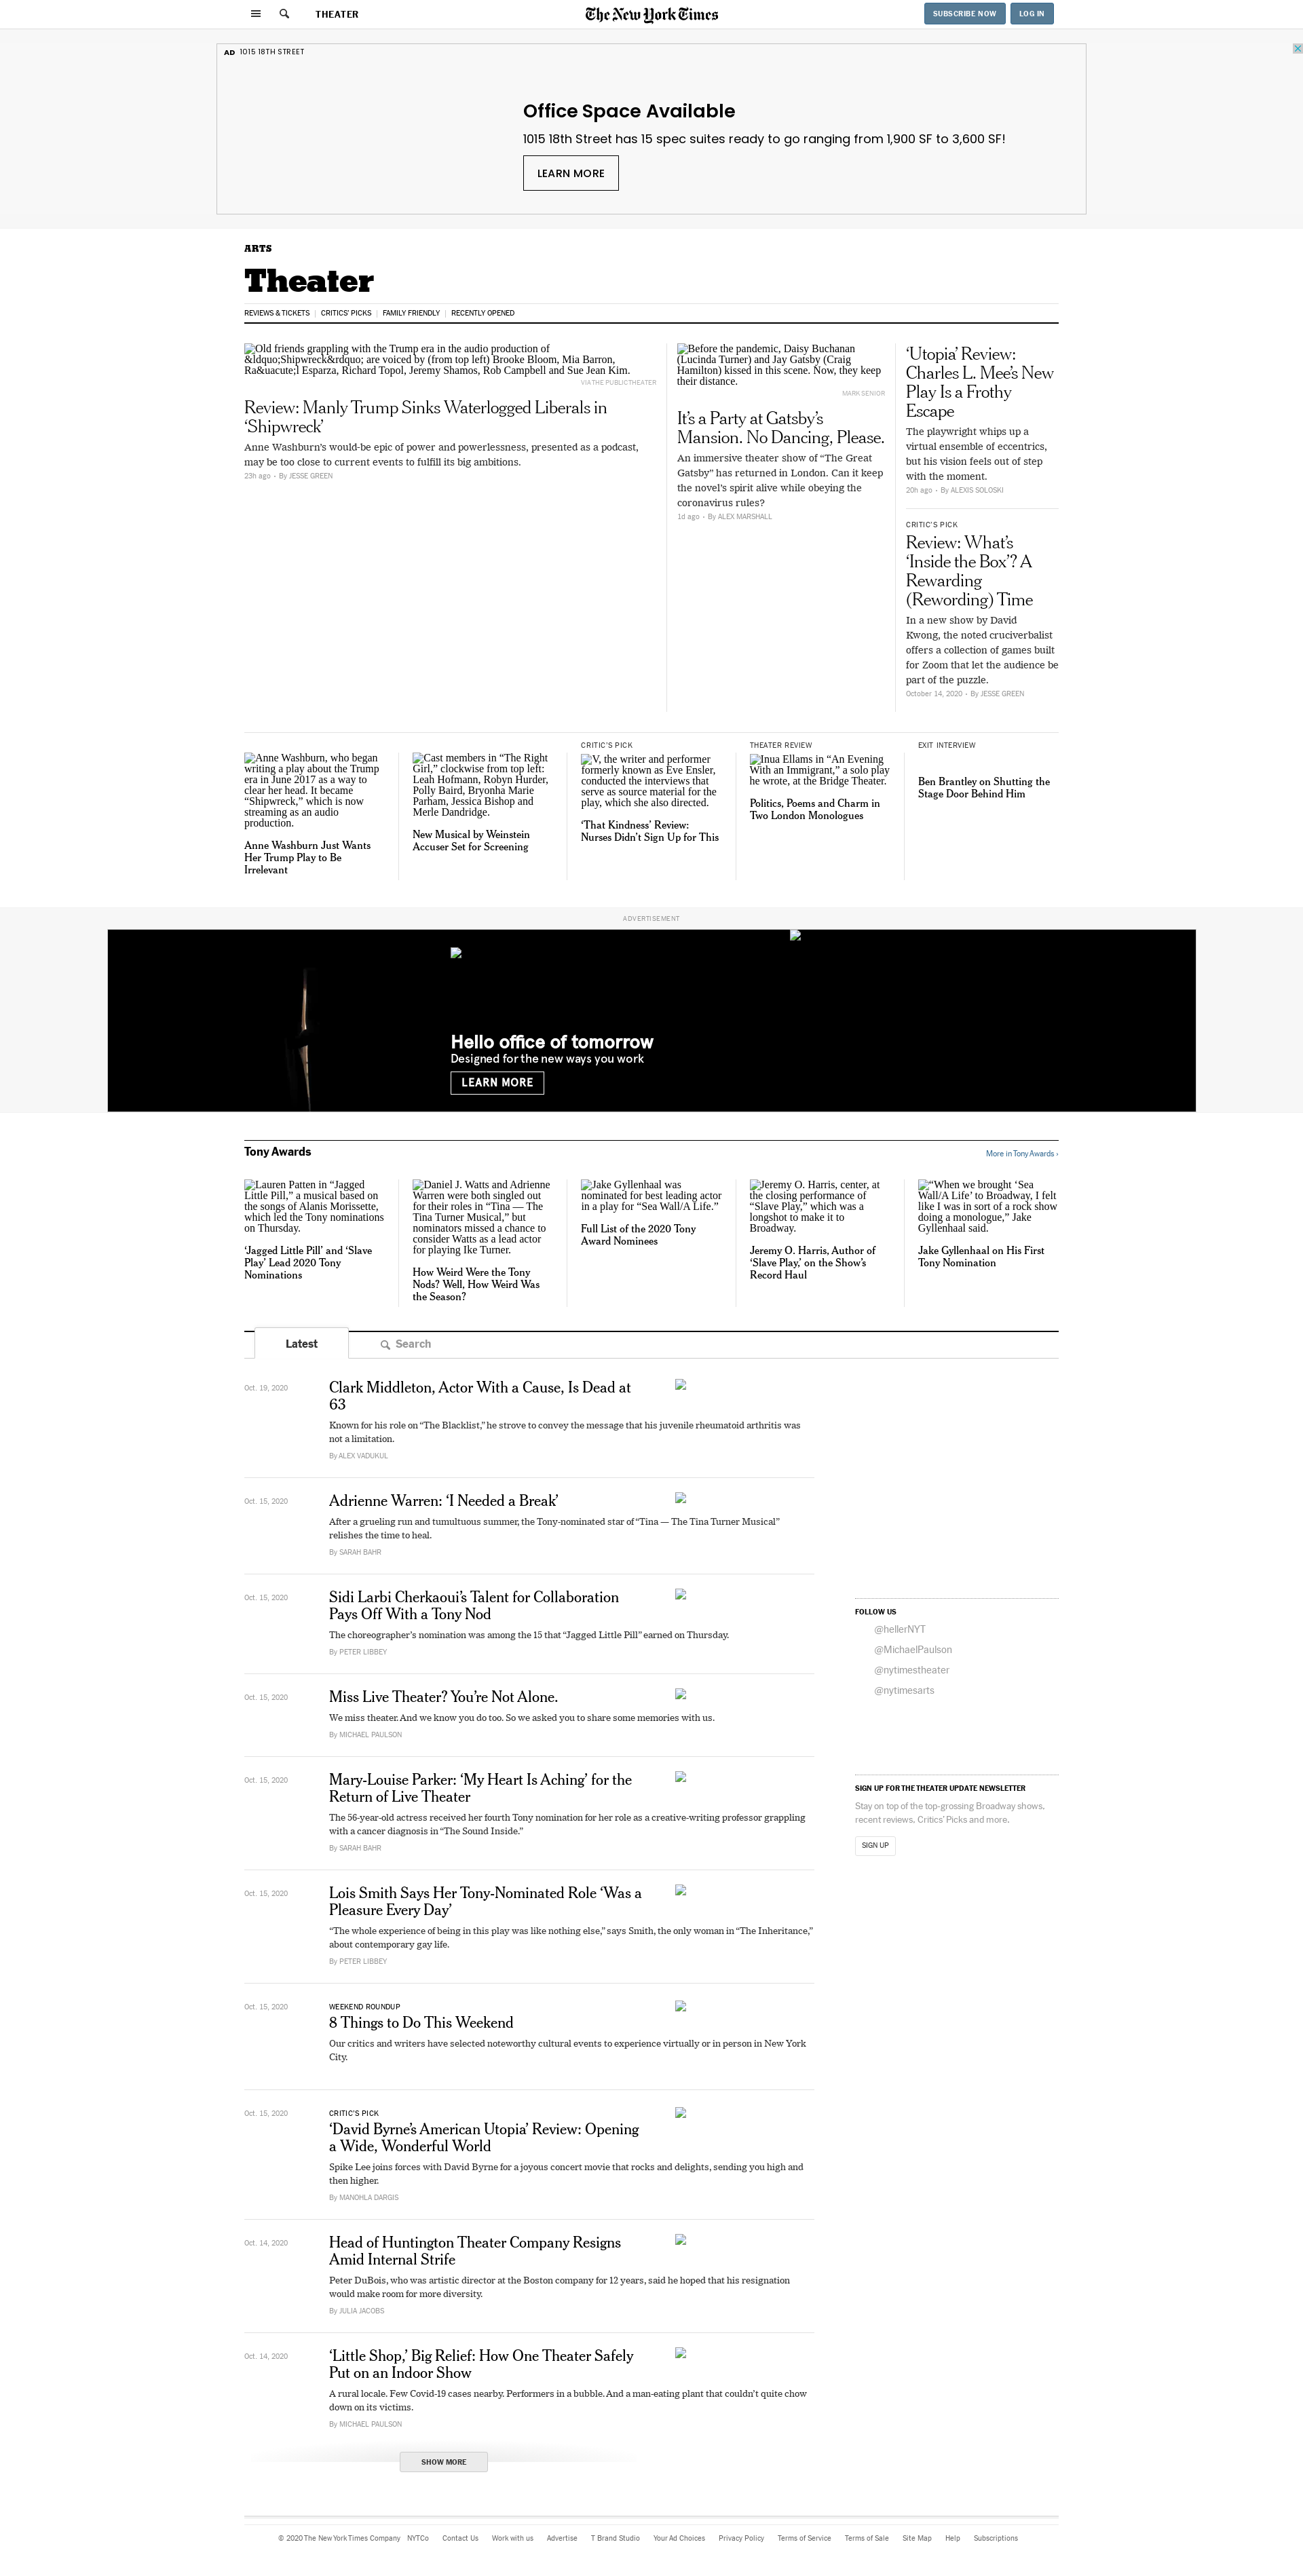 THEATER
The New York Times
SUBSCRIBE NOW
LOG IN
AD 1015 18TH STREET
Office Space Available
1015 18th Street has 15 spec suites ready to go ranging from 1,900 SF to 3,600 SF!
LEARN MORE
ARTS
Theater
REVIEWS & TICKETS | CRITICS' PICKS | FAMILY FRIENDLY | RECENTLY OPENED
Old friends grappling with the Trump era in the audio production of
&ldquo;Shipwreck&rdquo; are voiced by (from top left) Brooke Bloom, Mia Barron,
Ra&uacute;l Esparza, Richard Topol, Jeremy Shamos, Rob Campbell and Sue Jean Kim.
VIA THE PUBLIC THEATER
Review: Manly Trump Sinks Waterlogged Liberals in
‘Shipwreck’
Anne Washburn’s would-be epic of power and powerlessness, presented as a podcast,
may be too close to current events to fulfill its big ambitions.
23h ago • By JESSE GREEN
Before the pandemic, Daisy Buchanan
(Lucinda Turner) and Jay Gatsby (Craig
Hamilton) kissed in this scene. Now, they keep
their distance.
MARK SENIOR
It’s a Party at Gatsby’s
Mansion. No Dancing, Please.
An immersive theater show of “The Great
Gatsby” has returned in London. Can it keep
the novel’s spirit alive while obeying the
coronavirus rules?
1d ago • By ALEX MARSHALL
‘Utopia’ Review:
Charles L. Mee’s New
Play Is a Frothy
Escape
The playwright whips up a
virtual ensemble of eccentrics,
but his vision feels out of step
with the moment.
20h ago • By ALEXIS SOLOSKI
CRITIC’S PICK
Review: What’s
‘Inside the Box’? A
Rewarding
(Rewording) Time
In a new show by David
Kwong, the noted cruciverbalist
offers a collection of games built
for Zoom that let the audience be
part of the puzzle.
October 14, 2020 • By JESSE GREEN
Anne Washburn, who began
writing a play about the Trump
era in June 2017 as a way to
clear her head. It became
“Shipwreck,” which is now
streaming as an audio
production.
Anne Washburn Just Wants
Her Trump Play to Be
Irrelevant
Cast members in “The Right
Girl,” clockwise from top left:
Leah Hofmann, Robyn Hurder,
Polly Baird, Bryonha Marie
Parham, Jessica Bishop and
Merle Dandridge.
New Musical by Weinstein
Accuser Set for Screening
CRITIC’S PICK
V, the writer and performer
formerly known as Eve Ensler,
conducted the interviews that
serve as source material for the
play, which she also directed.
‘That Kindness’ Review:
Nurses Didn’t Sign Up for This
THEATER REVIEW
Inua Ellams in “An Evening
With an Immigrant,” a solo play
he wrote, at the Bridge Theater.
Politics, Poems and Charm in
Two London Monologues
EXIT INTERVIEW
Ben Brantley on Shutting the
Stage Door Behind Him
ADVERTISEMENT
Hello office of tomorrow
Designed for the new ways you work
LEARN MORE
Tony Awards
More in Tony Awards ›
Lauren Patten in “Jagged
Little Pill,” a musical based on
the songs of Alanis Morissette,
which led the Tony nominations
on Thursday.
‘Jagged Little Pill’ and ‘Slave
Play’ Lead 2020 Tony
Nominations
Daniel J. Watts and Adrienne
Warren were both singled out
for their roles in “Tina — The
Tina Turner Musical,” but
nominators missed a chance to
consider Watts as a lead actor
for playing Ike Turner.
How Weird Were the Tony
Nods? Well, How Weird Was
the Season?
Jake Gyllenhaal was
nominated for best leading actor
in a play for “Sea Wall/A Life.”
Full List of the 2020 Tony
Award Nominees
Jeremy O. Harris, center, at
the closing performance of
“Slave Play,” which was a
longshot to make it to
Broadway.
Jeremy O. Harris, Author of
‘Slave Play,’ on the Show’s
Record Haul
“When we brought ‘Sea
Wall/A Life’ to Broadway, I felt
like I was in sort of a rock show
doing a monologue,” Jake
Gyllenhaal said.
Jake Gyllenhaal on His First
Tony Nomination
Latest
Search
Oct. 19, 2020
Clark Middleton, Actor With a Cause, Is Dead at
63
Known for his role on “The Blacklist,” he strove to convey the message that his juvenile rheumatoid arthritis was
not a limitation.
By ALEX VADUKUL
Oct. 15, 2020
Adrienne Warren: ‘I Needed a Break’
After a grueling run and tumultuous summer, the Tony-nominated star of “Tina — The Tina Turner Musical”
relishes the time to heal.
By SARAH BAHR
Oct. 15, 2020
Sidi Larbi Cherkaoui’s Talent for Collaboration
Pays Off With a Tony Nod
The choreographer’s nomination was among the 15 that “Jagged Little Pill” earned on Thursday.
By PETER LIBBEY
Oct. 15, 2020
Miss Live Theater? You’re Not Alone.
We miss theater. And we know you do too. So we asked you to share some memories with us.
By MICHAEL PAULSON
Oct. 15, 2020
Mary-Louise Parker: ‘My Heart Is Aching’ for the
Return of Live Theater
The 56-year-old actress received her fourth Tony nomination for her role as a creative-writing professor grappling
with a cancer diagnosis in “The Sound Inside.”
By SARAH BAHR
Oct. 15, 2020
Lois Smith Says Her Tony-Nominated Role ‘Was a
Pleasure Every Day’
“The whole experience of being in this play was like nothing else,” says Smith, the only woman in “The Inheritance,”
about contemporary gay life.
By PETER LIBBEY
Oct. 15, 2020
WEEKEND ROUNDUP
8 Things to Do This Weekend
Our critics and writers have selected noteworthy cultural events to experience virtually or in person in New York
City.
Oct. 15, 2020
CRITIC’S PICK
‘David Byrne’s American Utopia’ Review: Opening
a Wide, Wonderful World
Spike Lee joins forces with David Byrne for a joyous concert movie that rocks and delights, sending you high and
then higher.
By MANOHLA DARGIS
Oct. 14, 2020
Head of Huntington Theater Company Resigns
Amid Internal Strife
Peter DuBois, who was artistic director at the Boston company for 12 years, said he hoped that his resignation
would make room for more diversity.
By JULIA JACOBS
Oct. 14, 2020
‘Little Shop,’ Big Relief: How One Theater Safely
Put on an Indoor Show
A rural locale. Few Covid-19 cases nearby. Performers in a bubble. And a man-eating plant that couldn’t quite chow
down on its victims.
By MICHAEL PAULSON
SHOW MORE
FOLLOW US
@hellerNYT
@MichaelPaulson
@nytimestheater
@nytimesarts
SIGN UP FOR THE THEATER UPDATE NEWSLETTER
Stay on top of the top-grossing Broadway shows,
recent reviews, Critics’ Picks and more.
SIGN UP
© 2020 The New York Times Company NYTCo Contact Us Work with us Advertise T Brand Studio Your Ad Choices Privacy Policy Terms of Service Terms of Sale Site Map Help Subscriptions